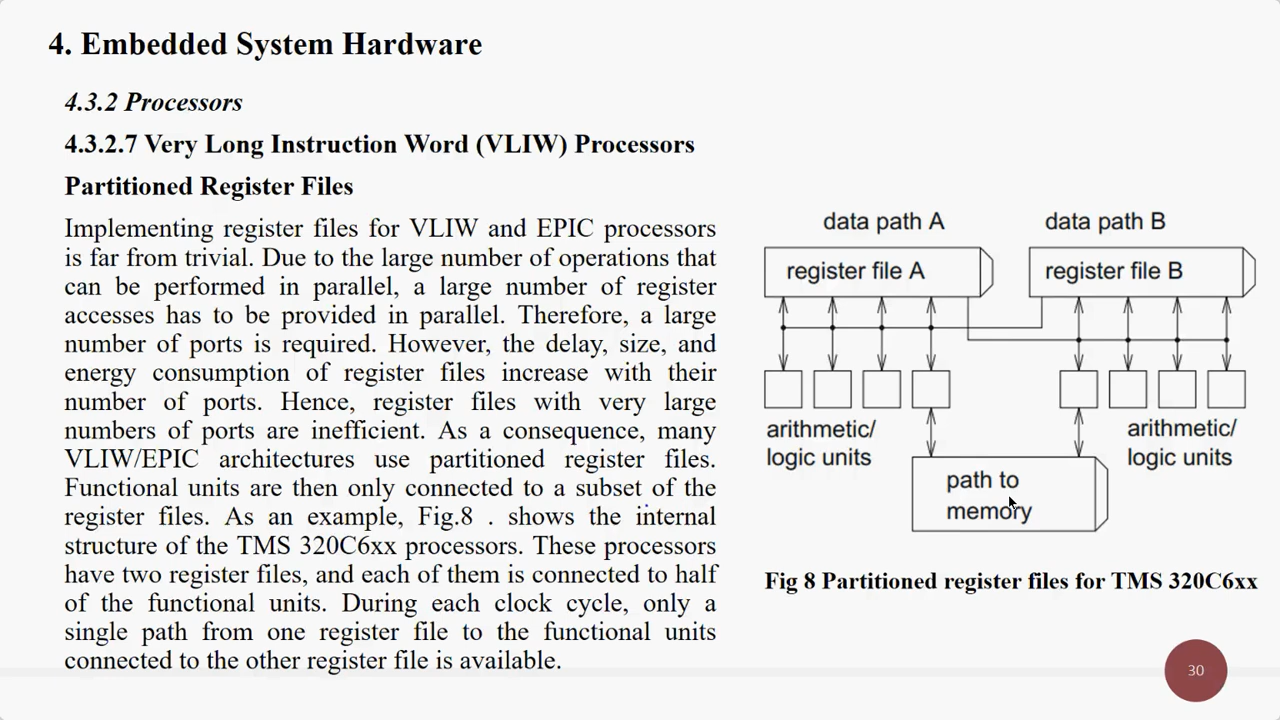 4. Embedded System Hardware
4.3.2 Processors
4.3.2.7 Very Long Instruction Word (VLIW) Processors
Partitioned Register Files
Implementing register files for VLIW and EPIC processors
is far from trivial. Due to the large number of operations that
can be performed in parallel, a large number of register
accesses has to be provided in parallel. Therefore, a large
number of ports is required. However, the delay, size, and
energy consumption of register files increase with their
number of ports. Hence, register files with very large
numbers of ports are inefficient. As a consequence, many
VLIW/EPIC architectures use partitioned register files.
Functional units are then only connected to a subset of the
register files. As an example, Fig.8 . shows the internal
structure of the TMS 320C6xx processors. These processors
have two register files, and each of them is connected to half
of the functional units. During each clock cycle, only a
single path from one register file to the functional units
connected to the other register file is available.
data path A
data path B
register file A
register file B
arithmetic/
logic units
arithmetic/
logic units
path to
memory
Fig 8 Partitioned register files for TMS 320C6xx
30